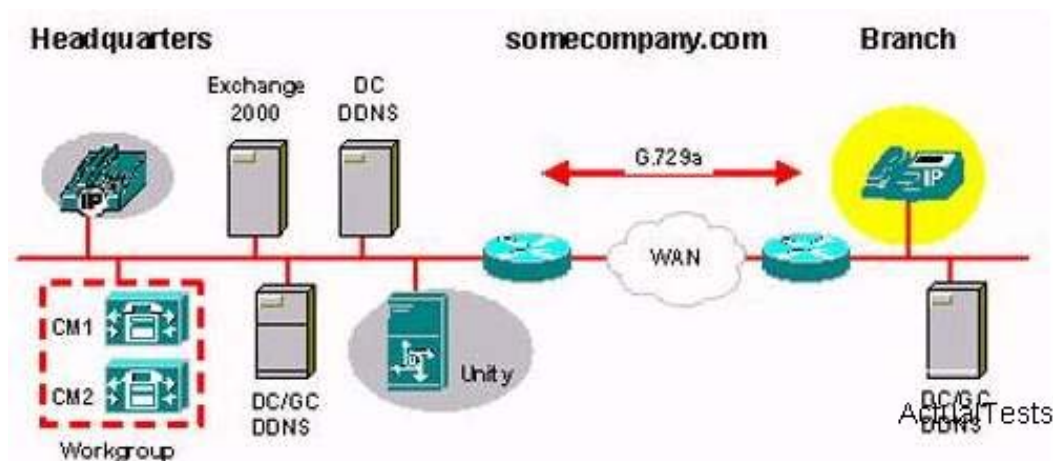 Headquarters
somecompany.com
Branch
Exchange
2000
DC
DDNS
G.729a
IP
IP
WAN
CM1
CM2
Unity
DC/GC
DDNS
DC/GC
DDNS
ActualTests
Workgroup